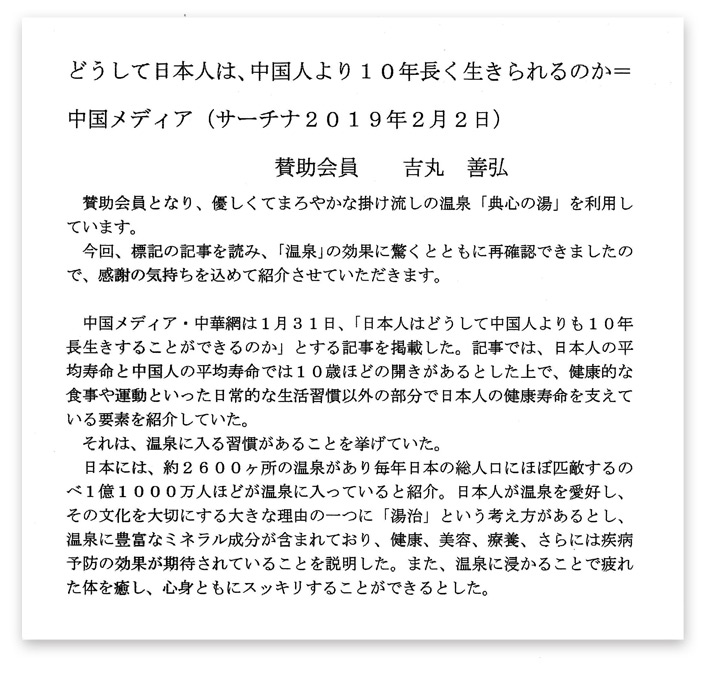 どうして日本人は、中国人より１０年長く生きられるのか＝
中国メディア（サーチナ２０１９年２月２日）
賛助会員　　吉丸　善弘
賛助会員となり、優しくてまろやかな掛け流しの温泉「典心の湯」を利用し
ています。
今回、標記の記事を読み、「温泉」の効果に驚くとともに再確認できましたの
で、感謝の気持ちを込めて紹介させていただきます。
中国メディア・中華網は１月３１日、「日本人はどうして中国人よりも１０年
長生きすることができるのか」とする記事を掲載した。記事では、日本人の平
均寿命と中国人の平均寿命では１０歳ほどの開きがあるとした上で、健康的な
食事や運動といった日常的な生活習慣以外の部分で日本人の健康寿命を支えて
いる要素を紹介していた。
それは、温泉に入る習慣があることを挙げていた。
日本には、約２６００ヶ所の温泉があり毎年日本の総人口にほぼ匹敵するの
べ１億１０００万人ほどが温泉に入っていると紹介。日本人が温泉を愛好し、
その文化を大切にする大きな理由の一つに「湯治」という考え方があるとし、
温泉に豊富なミネラル成分が含まれており、健康、美容、療養、さらには疾病
予防の効果が期待されていることを説明した。また、温泉に浸かることで疲れ
た体を癒し、心身ともにスッキリすることができるとした。